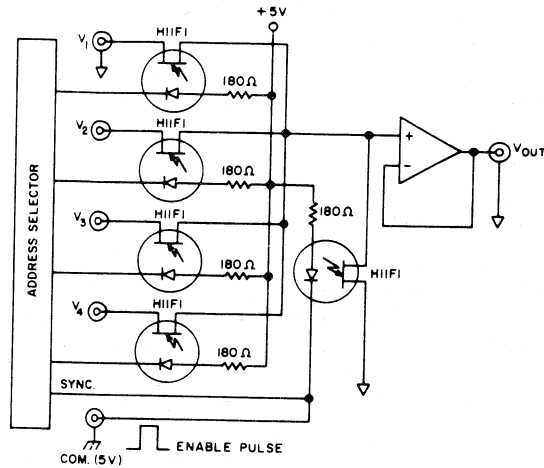 +5V
V1
H11F1
180Ω
V2
H11F1
180Ω
V3
H11F1
180Ω
V4
H11F1
180Ω
ADDRESS SELECTOR
+
-
VOUT
180Ω
H11F1
SYNC.
COM. (5V)
ENABLE PULSE